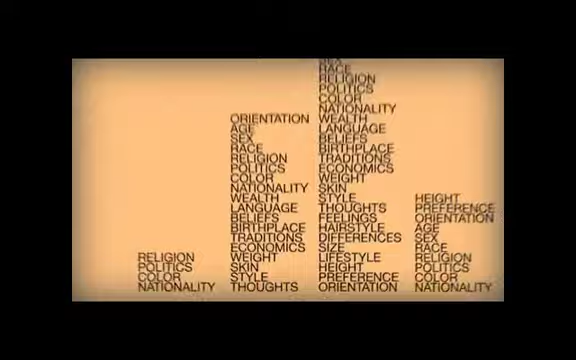 RELIGION
POLITICS
COLOR
NATIONALITY
ORIENTATION
AGE
SEX
RACE
RELIGION
POLITICS
COLOR
NATIONALITY
WEALTH
LANGUAGE
BELIEFS
BIRTHPLACE
TRADITIONS
ECONOMICS
WEIGHT
SKIN
STYLE
THOUGHTS
SEX
RACE
RELIGION
POLITICS
COLOR
NATIONALITY
WEALTH
LANGUAGE
BELIEFS
BIRTHPLACE
TRADITIONS
ECONOMICS
WEIGHT
SKIN
STYLE
THOUGHTS
FEELINGS
HAIRSTYLE
DIFFERENCES
SIZE
LIFESTYLE
HEIGHT
PREFERENCE
ORIENTATION
HEIGHT
PREFERENCE
ORIENTATION
AGE
SEX
RACE
RELIGION
POLITICS
COLOR
NATIONALITY